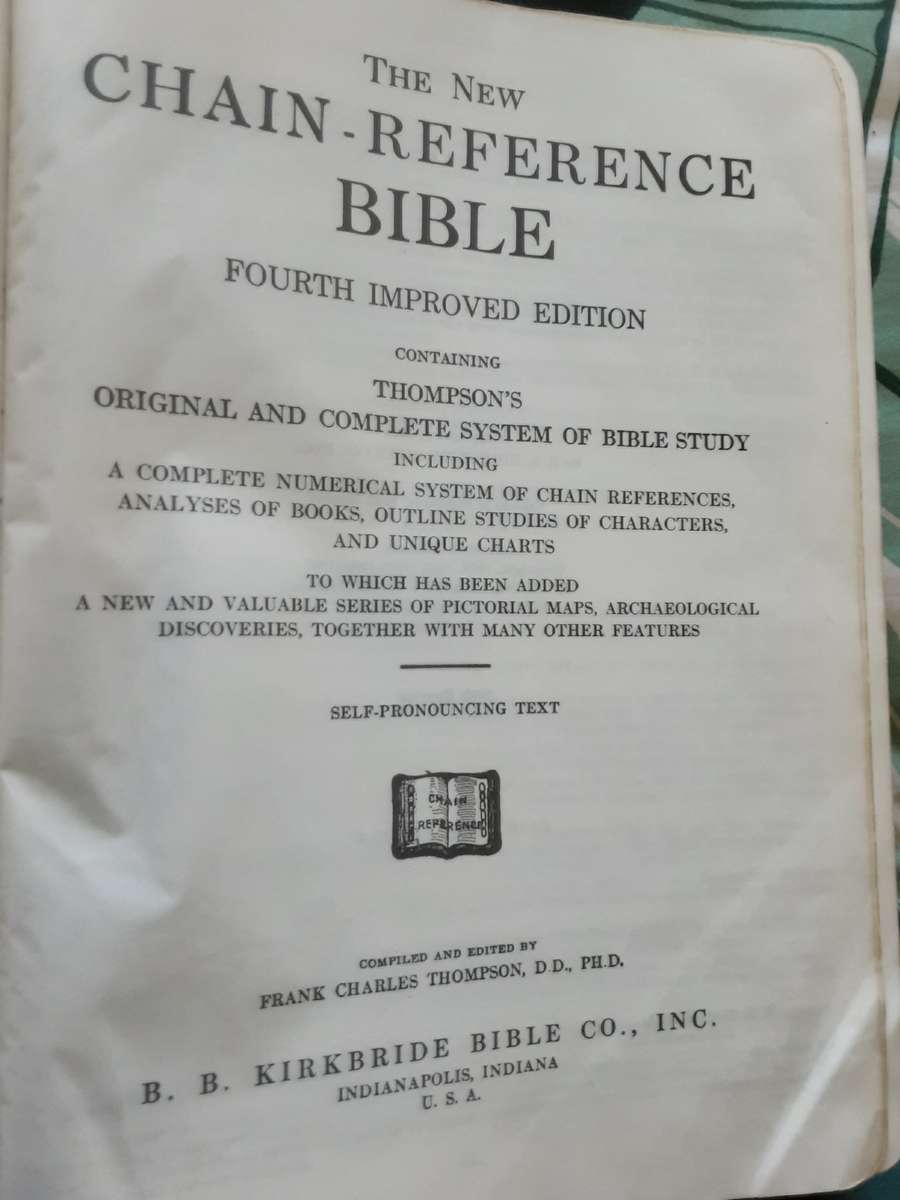 THE NEW
CHAIN-REFERENCE
BIBLE
FOURTH IMPROVED EDITION
CONTAINING
THOMPSON'S
ORIGINAL AND COMPLETE SYSTEM OF BIBLE STUDY
INCLUDING
A COMPLETE NUMERICAL SYSTEM OF CHAIN REFERENCES,
ANALYSES OF BOOKS, OUTLINE STUDIES OF CHARACTERS,
AND UNIQUE CHARTS
TO WHICH HAS BEEN ADDED
A NEW AND VALUABLE SERIES OF PICTORIAL MAPS, ARCHAEOLOGICAL
DISCOVERIES, TOGETHER WITH MANY OTHER FEATURES
SELF-PRONOUNCING TEXT
CHAIN
REFERENCE
COMPILED AND EDITED BY
FRANK CHARLES THOMPSON, D.D., PH.D.
B. B. KIRKBRIDE BIBLE CO., INC.
INDIANAPOLIS, INDIANA
U. S. A.